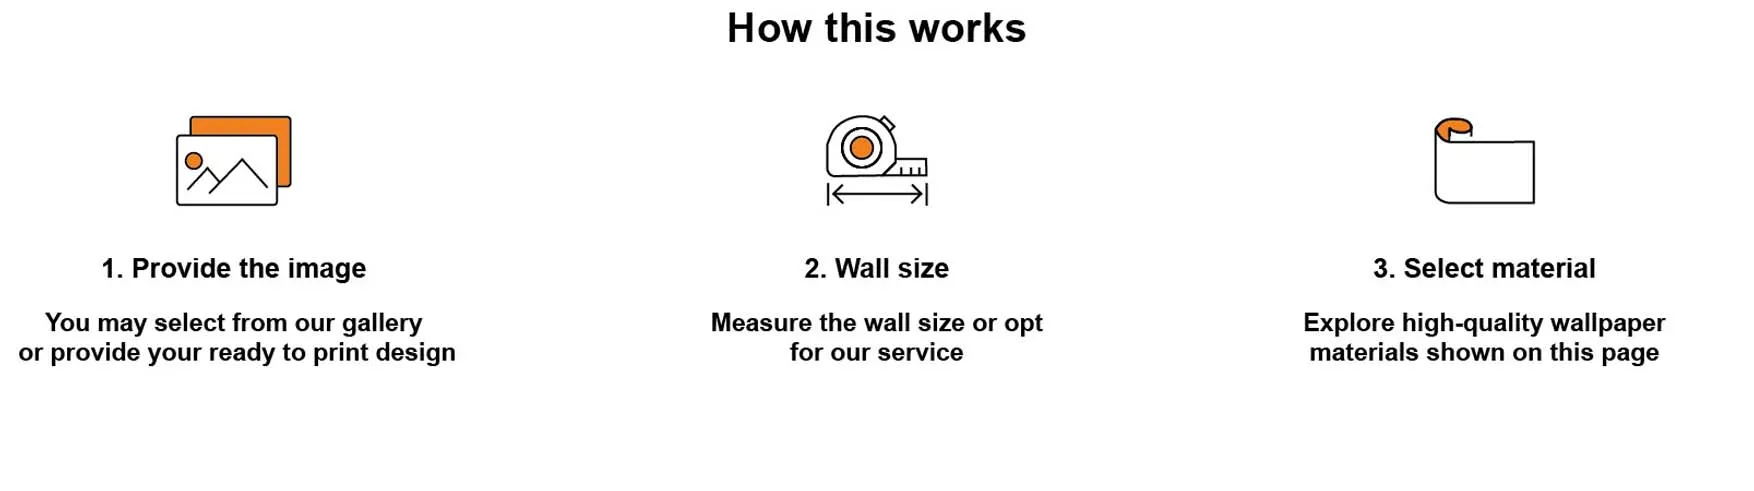 How this works
1. Provide the image
You may select from our gallery
or provide your ready to print design
2. Wall size
Measure the wall size or opt
for our service
3. Select material
Explore high-quality wallpaper
materials shown on this page